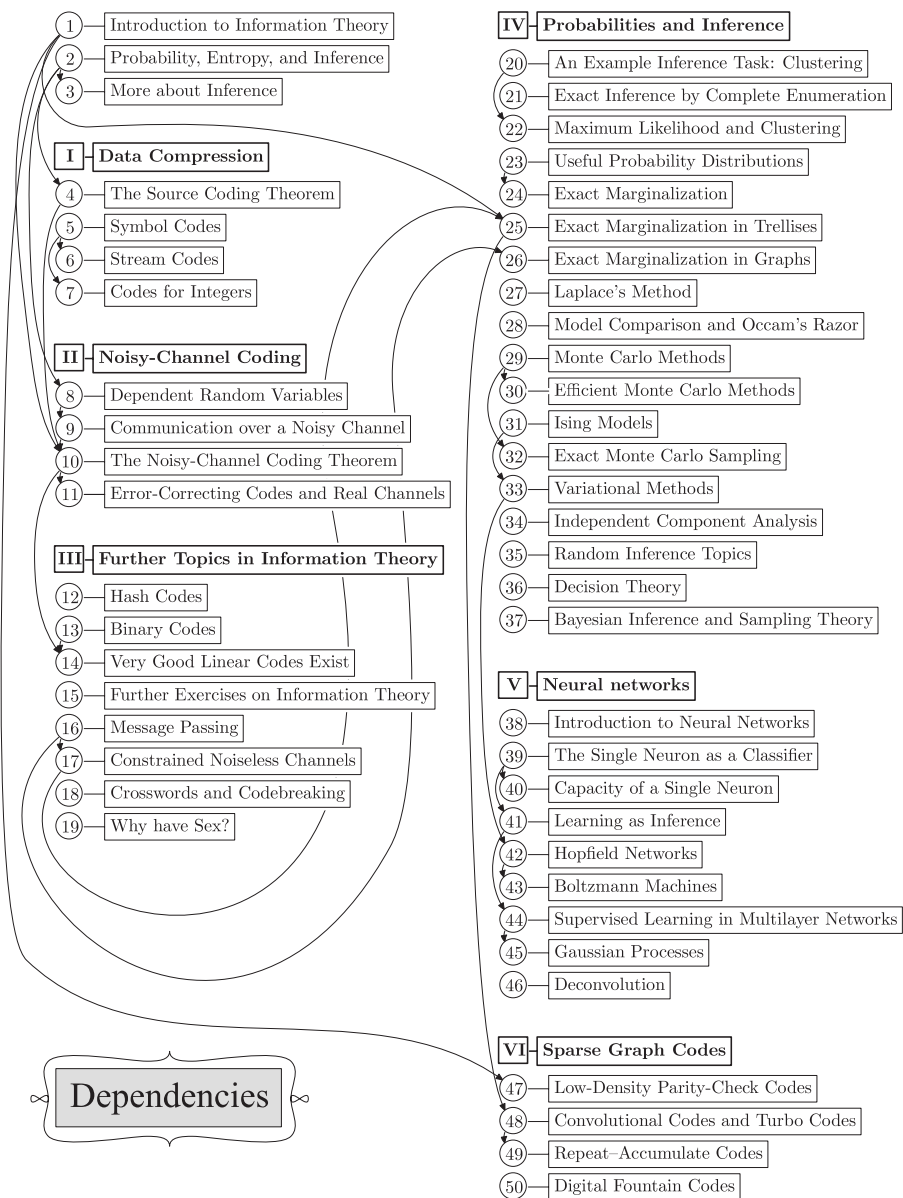 1 Introduction to Information Theory
2 Probability, Entropy, and Inference
3 More about Inference
I Data Compression
4 The Source Coding Theorem
5 Symbol Codes
6 Stream Codes
7 Codes for Integers
II Noisy-Channel Coding
8 Dependent Random Variables
9 Communication over a Noisy Channel
10 The Noisy-Channel Coding Theorem
11 Error-Correcting Codes and Real Channels
III Further Topics in Information Theory
12 Hash Codes
13 Binary Codes
14 Very Good Linear Codes Exist
15 Further Exercises on Information Theory
16 Message Passing
17 Constrained Noiseless Channels
18 Crosswords and Codebreaking
19 Why have Sex?
Dependencies
IV Probabilities and Inference
20 An Example Inference Task: Clustering
21 Exact Inference by Complete Enumeration
22 Maximum Likelihood and Clustering
23 Useful Probability Distributions
24 Exact Marginalization
25 Exact Marginalization in Trellises
26 Exact Marginalization in Graphs
27 Laplace's Method
28 Model Comparison and Occam's Razor
29 Monte Carlo Methods
30 Efficient Monte Carlo Methods
31 Ising Models
32 Exact Monte Carlo Sampling
33 Variational Methods
34 Independent Component Analysis
35 Random Inference Topics
36 Decision Theory
37 Bayesian Inference and Sampling Theory
V Neural networks
38 Introduction to Neural Networks
39 The Single Neuron as a Classifier
40 Capacity of a Single Neuron
41 Learning as Inference
42 Hopfield Networks
43 Boltzmann Machines
44 Supervised Learning in Multilayer Networks
45 Gaussian Processes
46 Deconvolution
VI Sparse Graph Codes
47 Low-Density Parity-Check Codes
48 Convolutional Codes and Turbo Codes
49 Repeat–Accumulate Codes
50 Digital Fountain Codes